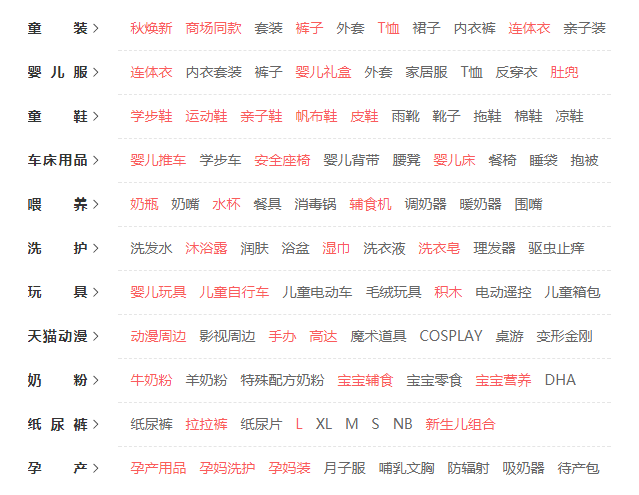 童装 > 秋焕新 商场同款 套装 裤子 外套 T恤 裙子 内衣裤 连体衣 亲子装
婴儿服 > 连体衣 内衣套装 裤子 婴儿礼盒 外套 家居服 T恤 反穿衣 肚兜
童鞋 > 学步鞋 运动鞋 亲子鞋 帆布鞋 皮鞋 雨靴 靴子 拖鞋 棉鞋 凉鞋
车床用品 > 婴儿推车 学步车 安全座椅 婴儿背带 腰凳 婴儿床 餐椅 睡袋 抱被
喂养 > 奶瓶 奶嘴 水杯 餐具 消毒锅 辅食机 调奶器 暖奶器 围嘴
洗护 > 洗发水 沐浴露 润肤 浴盆 湿巾 洗衣液 洗衣皂 理发器 驱虫止痒
玩具 > 婴儿玩具 儿童自行车 儿童电动车 毛绒玩具 积木 电动遥控 儿童箱包
天猫动漫 > 动漫周边 影视周边 手办 高达 魔术道具 COSPLAY 桌游 变形金刚
奶粉 > 牛奶粉 羊奶粉 特殊配方奶粉 宝宝辅食 宝宝零食 宝宝营养 DHA
纸尿裤 > 纸尿裤 拉拉裤 纸尿片 L XL M S NB 新生儿组合
孕产 > 孕产用品 孕妈洗护 孕妈装 月子服 哺乳文胸 防辐射 吸奶器 待产包